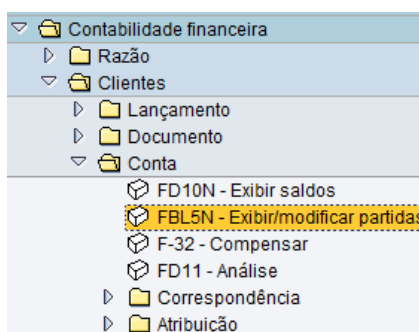 Contabilidade financeira
Razão
Clientes
Lançamento
Documento
Conta
FD10N - Exibir saldos
FBL5N - Exibir/modificar partidas
F-32 - Compensar
FD11 - Análise
Correspondência
Atribuição